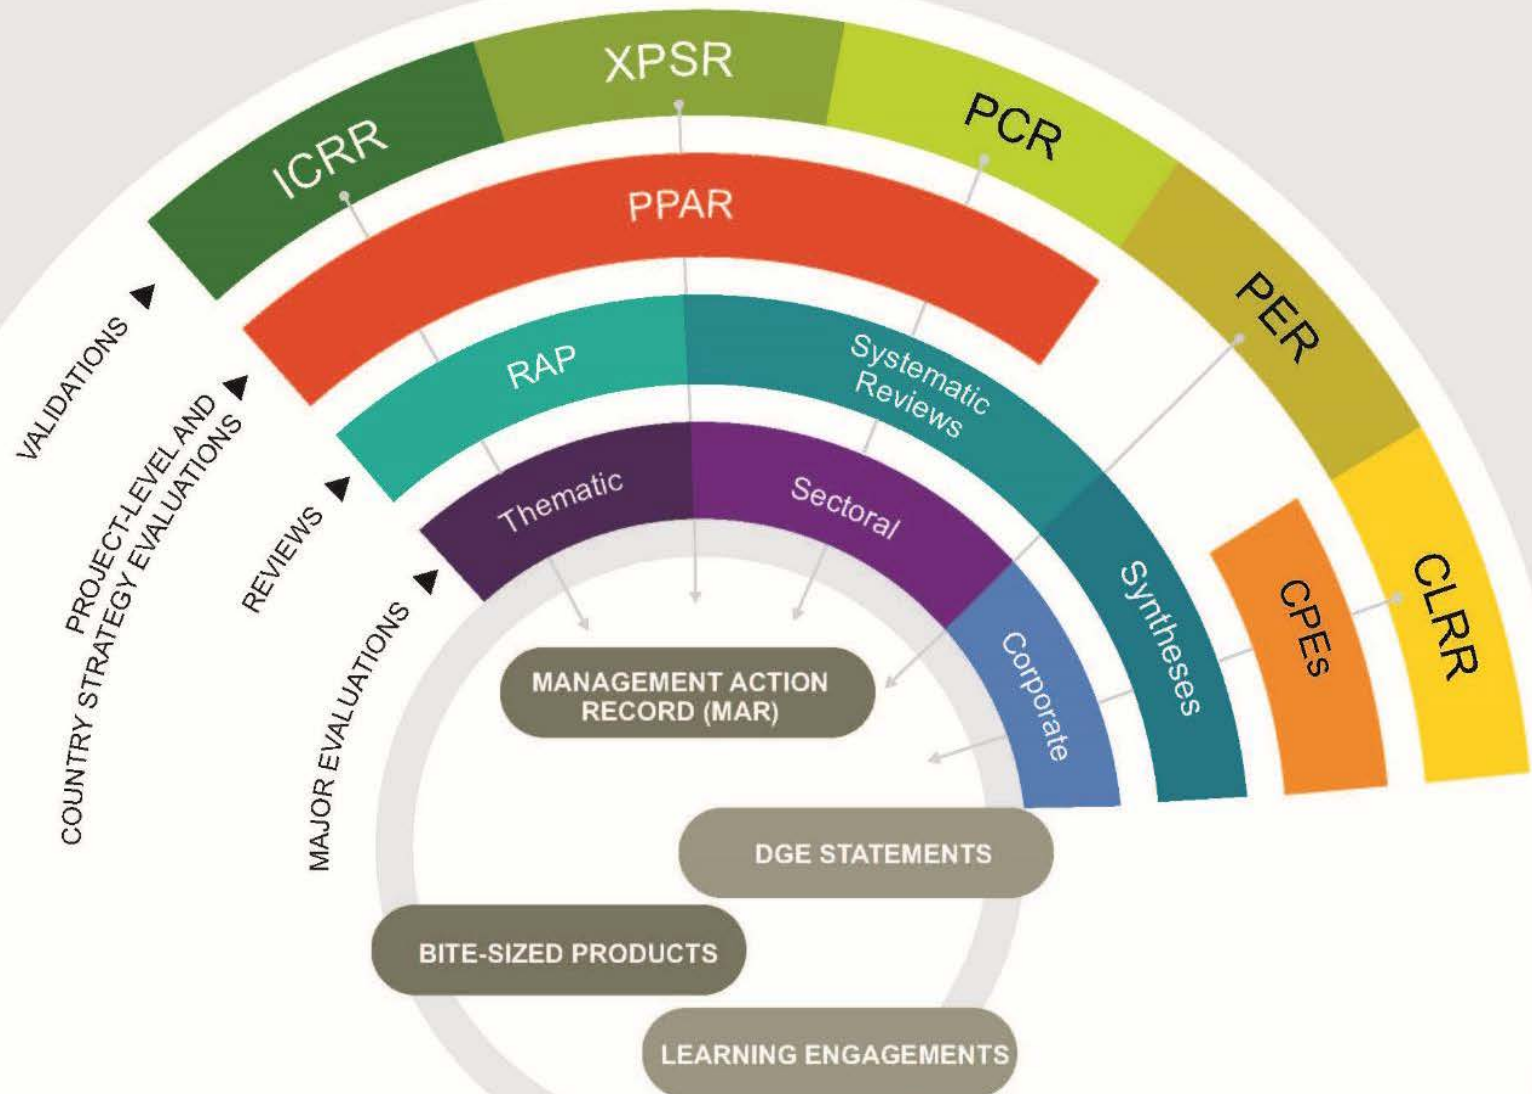 XPSR
ICRR
PCR
PPAR
PER
RAP
Systematic
Reviews
Thematic
Sectoral
CLRR
CPEs
Syntheses
Corporate
VALIDATIONS
PROJECT-LEVEL AND
COUNTRY STRATEGY EVALUATIONS
REVIEWS
MAJOR EVALUATIONS
MANAGEMENT ACTION
RECORD (MAR)
DGE STATEMENTS
BITE-SIZED PRODUCTS
LEARNING ENGAGEMENTS